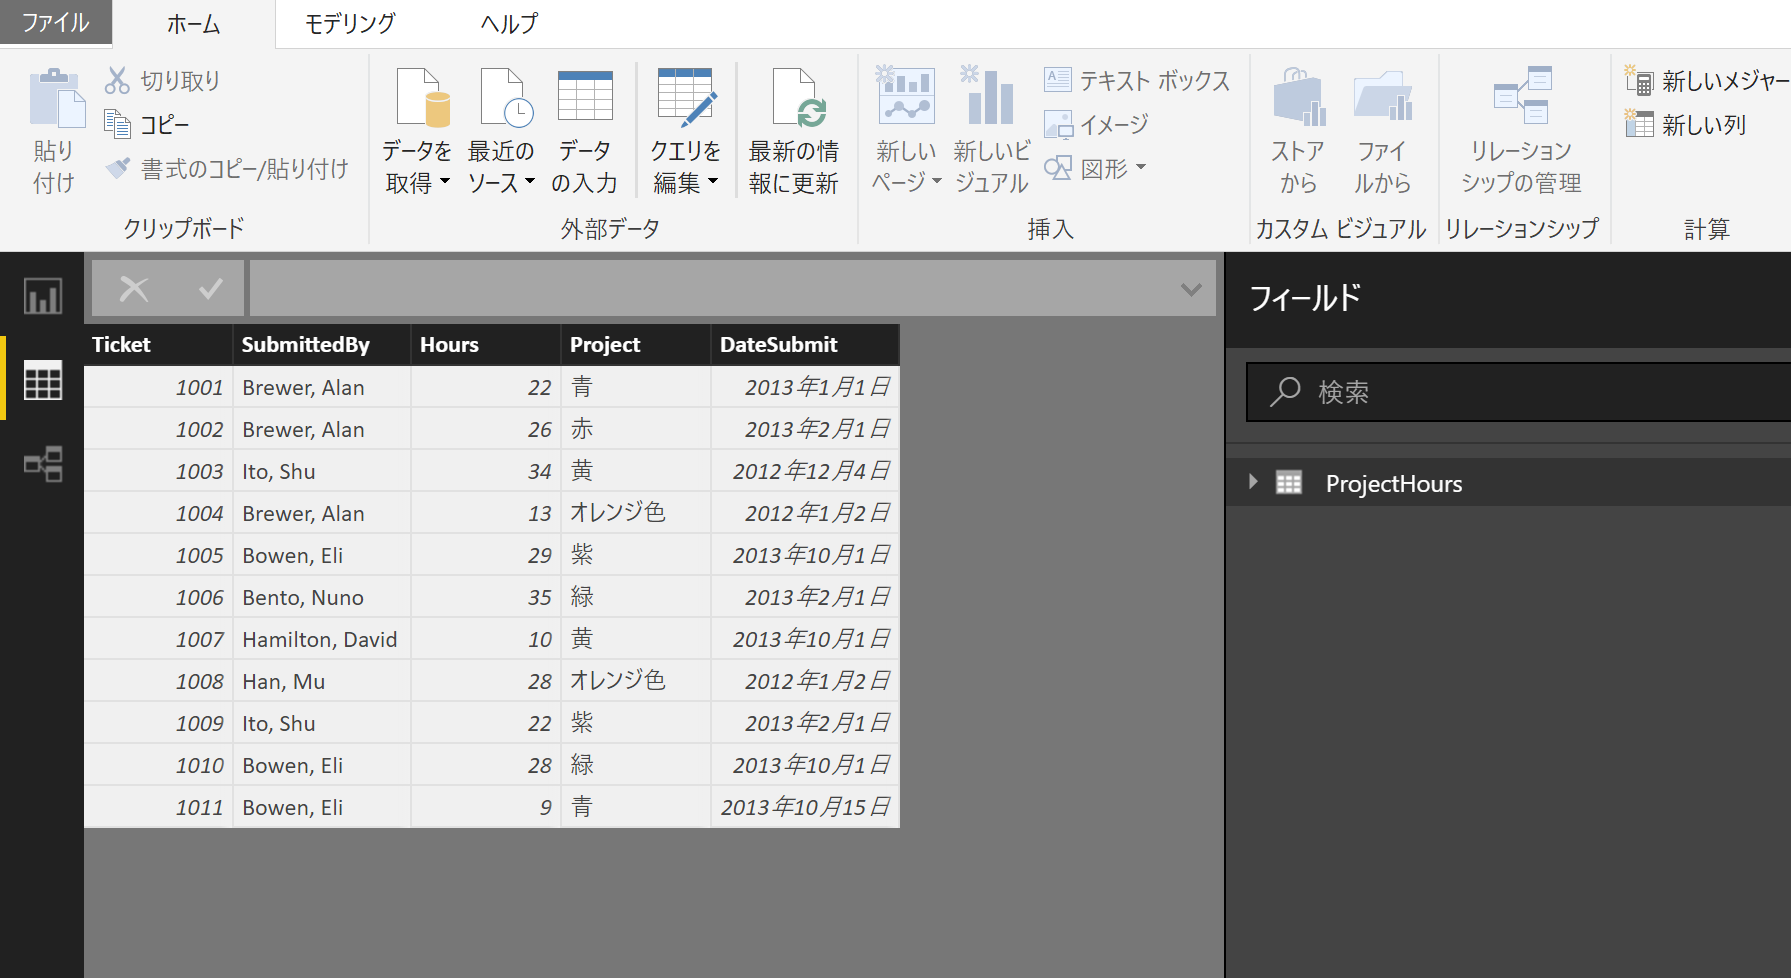 ファイル ホーム モデリング ヘルプ
切り取り
コピー
書式のコピー/貼り付け
貼り
付け
クリップボード
データを
取得
最近の
ソース
データ
の入力
クエリを
編集
最新の情
報に更新
外部データ
新しい
ページ
新しいビ
ジュアル
テキスト ボックス
イメージ
図形
挿入
ストア
から
ファイ
ルから
カスタム ビジュアル
リレーション
シップの管理
リレーションシップ
新しいメジャー
新しい列
計算
Ticket SubmittedBy Hours Project DateSubmit
1001 Brewer, Alan 22 青 2013年1月1日
1002 Brewer, Alan 26 赤 2013年2月1日
1003 Ito, Shu 34 黄 2012年12月4日
1004 Brewer, Alan 13 オレンジ色 2012年1月2日
1005 Bowen, Eli 29 紫 2013年10月1日
1006 Bento, Nuno 35 緑 2013年2月1日
1007 Hamilton, David 10 黄 2013年10月1日
1008 Han, Mu 28 オレンジ色 2012年1月2日
1009 Ito, Shu 22 紫 2013年2月1日
1010 Bowen, Eli 28 緑 2013年10月1日
1011 Bowen, Eli 9 青 2013年10月15日
フィールド
検索
ProjectHours